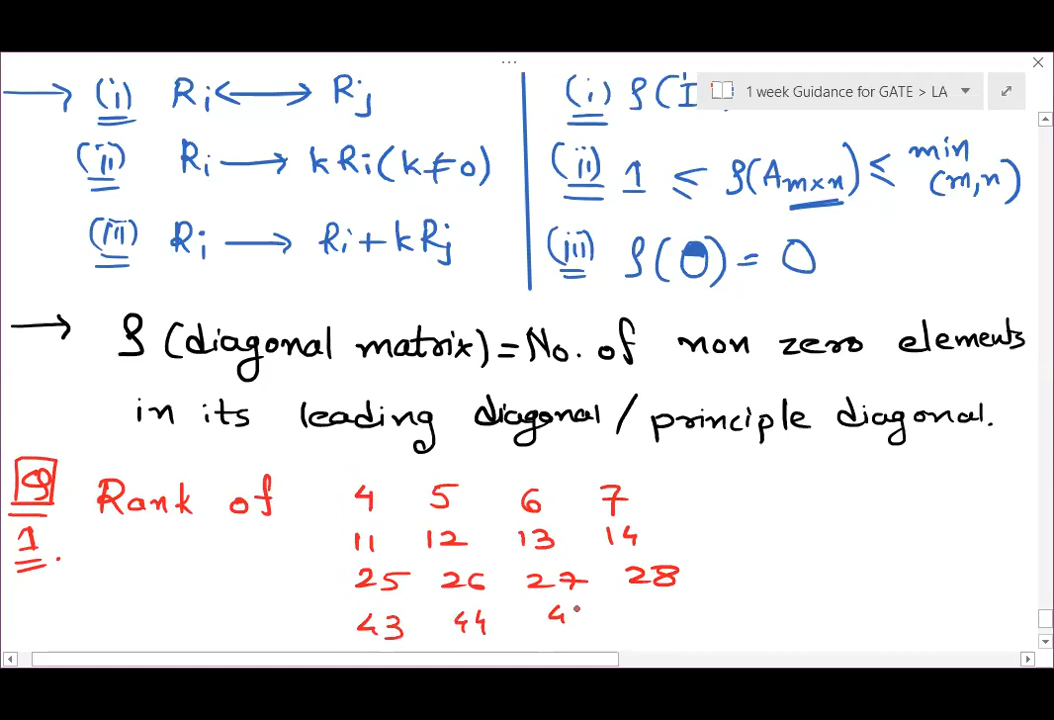 1 week Guidance for GATE > LA
→ (i) Ri ↔ Rj
(ii) Ri → kRi (k≠0)
(iii) Ri → Ri + kRj
(i) ρ(I
(ii) 1 ≤ ρ(Am×n) ≤ min (m,n)
(iii) ρ(θ) = 0
→ ρ (diagonal matrix) = No. of non zero elements
in its leading diagonal / principle diagonal.
Q 1. Rank of 4 5 6 7
11 12 13 14
25 26 27 28
43 44 4